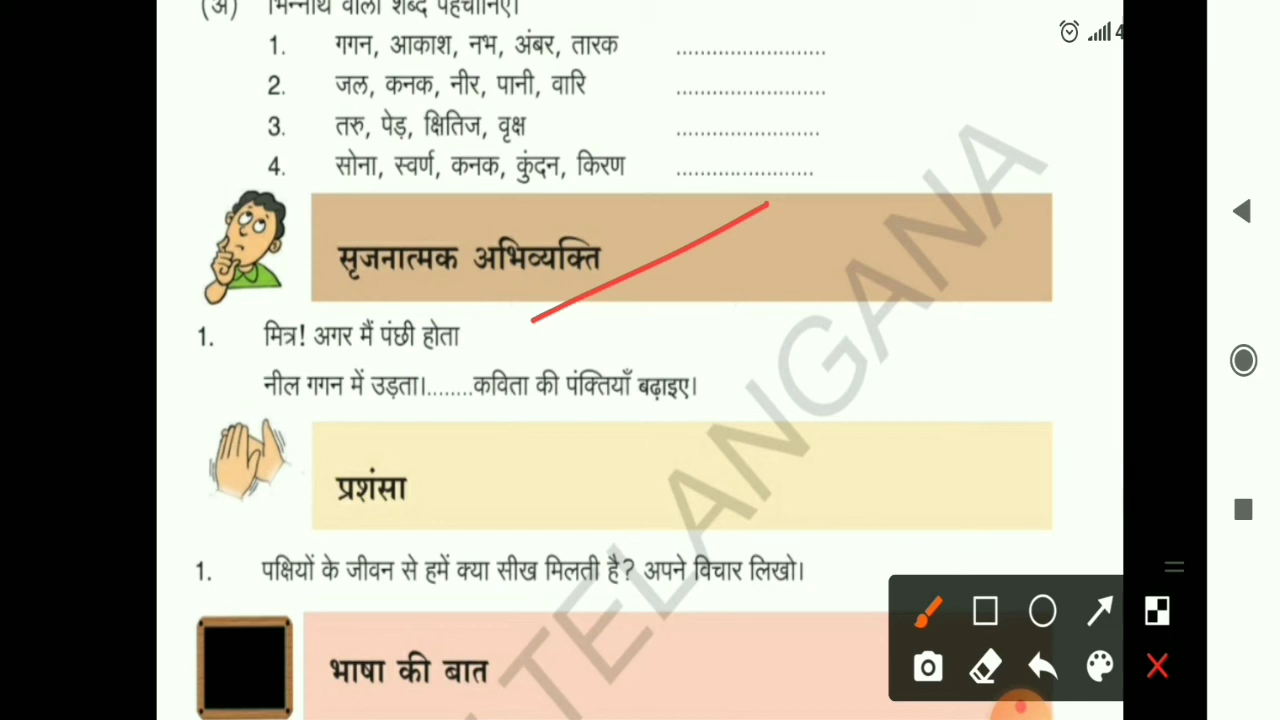 (अ) भिन्नार्थ वाला शब्द पहचानिए।
1. गगन, आकाश, नभ, अंबर, तारक .........................
2. जल, कनक, नीर, पानी, वारि .........................
3. तरु, पेड़, क्षितिज, वृक्ष ........................
4. सोना, स्वर्ण, कनक, कुंदन, किरण .......................
सृजनात्मक अभिव्यक्ति
1. मित्र! अगर मैं पंछी होता
नील गगन में उड़ता।........कविता की पंक्तियाँ बढ़ाइए।
प्रशंसा
1. पक्षियों के जीवन से हमें क्या सीख मिलती है? अपने विचार लिखो।
भाषा की बात
TELANGANA
4